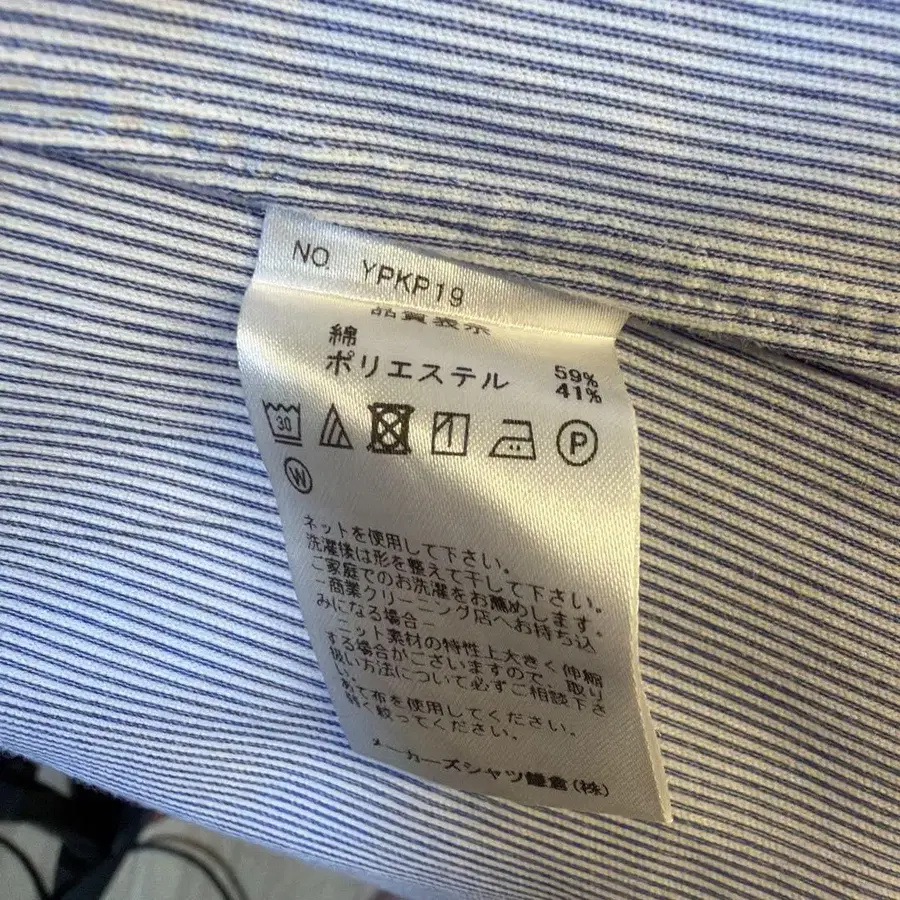 NO. YPKP19
品質表示
綿 59%
ポリエステル 41%
30
P
W
ネットを使用して下さい。
洗濯後は形を整えて干して下さい。
ご家庭でのお洗濯をお薦めします。
－商業クリーニング店へお持ち込
みになる場合－
ニット素材の特性上大きく伸縮
する場合がございますので、取り
扱い方法について必ずご相談下さ
い。
あて布を使用してください。
弱く絞ってください。
メーカーズシャツ鎌倉(株)